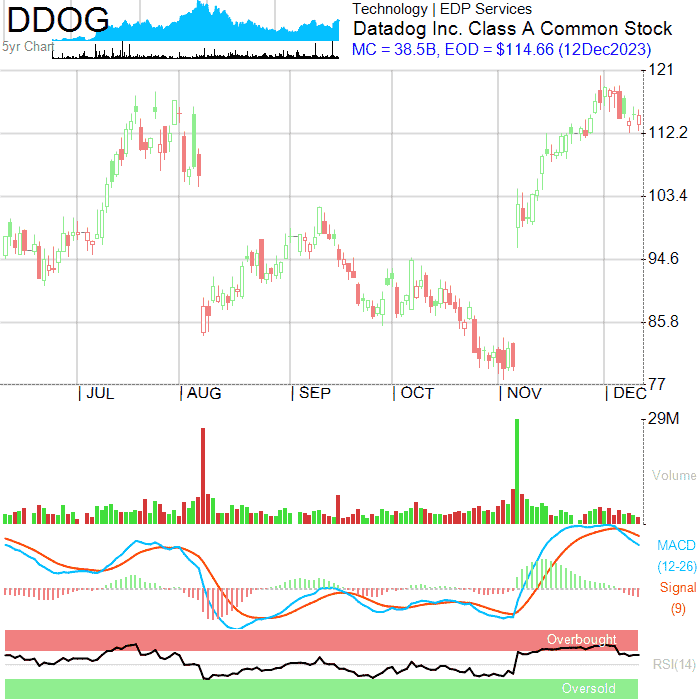 DDOG
5yr Chart
Technology | EDP Services
Datadog Inc. Class A Common Stock
MC = 38.5B, EOD = $114.66 (12Dec2023)
121
112.2
103.4
94.6
85.8
77
| JUL | AUG | SEP | OCT | NOV | DEC
29M
Volume
MACD
(12-26)
Signal
(9)
Overbought
RSI(14)
Oversold